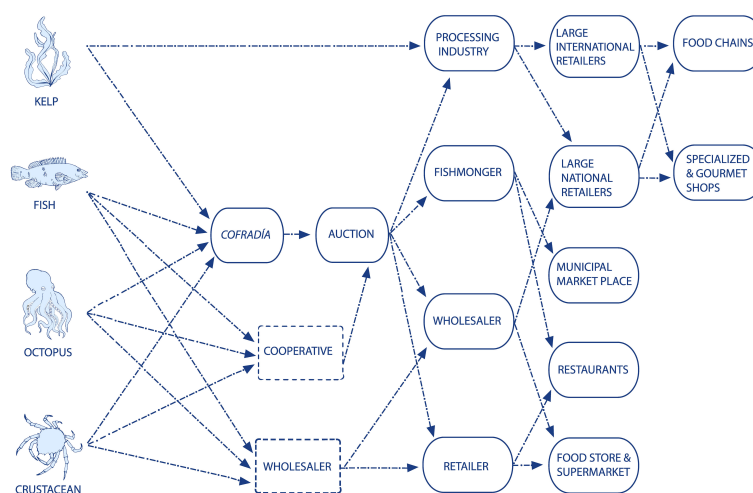 KELP
FISH
OCTOPUS
CRUSTACEAN
COFRADÍA
COOPERATIVE
WHOLESALER
AUCTION
PROCESSING
INDUSTRY
FISHMONGER
WHOLESALER
RETAILER
LARGE
INTERNATIONAL
RETAILERS
LARGE
NATIONAL
RETAILERS
MUNICIPAL
MARKET PLACE
RESTAURANTS
FOOD STORE &
SUPERMARKET
FOOD CHAINS
SPECIALIZED
& GOURMET
SHOPS